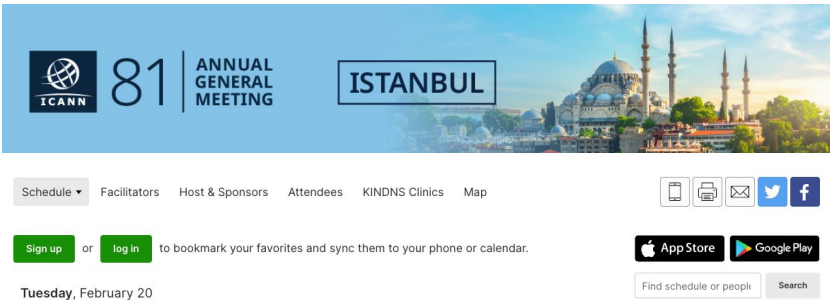 ICANN
81
ANNUAL
GENERAL
MEETING
ISTANBUL
Schedule Facilitators Host & Sponsors Attendees KINDNS Clinics Map
Sign up or log in to bookmark your favorites and sync them to your phone or calendar.
App Store Google Play
Find schedule or people Search
Tuesday, February 20